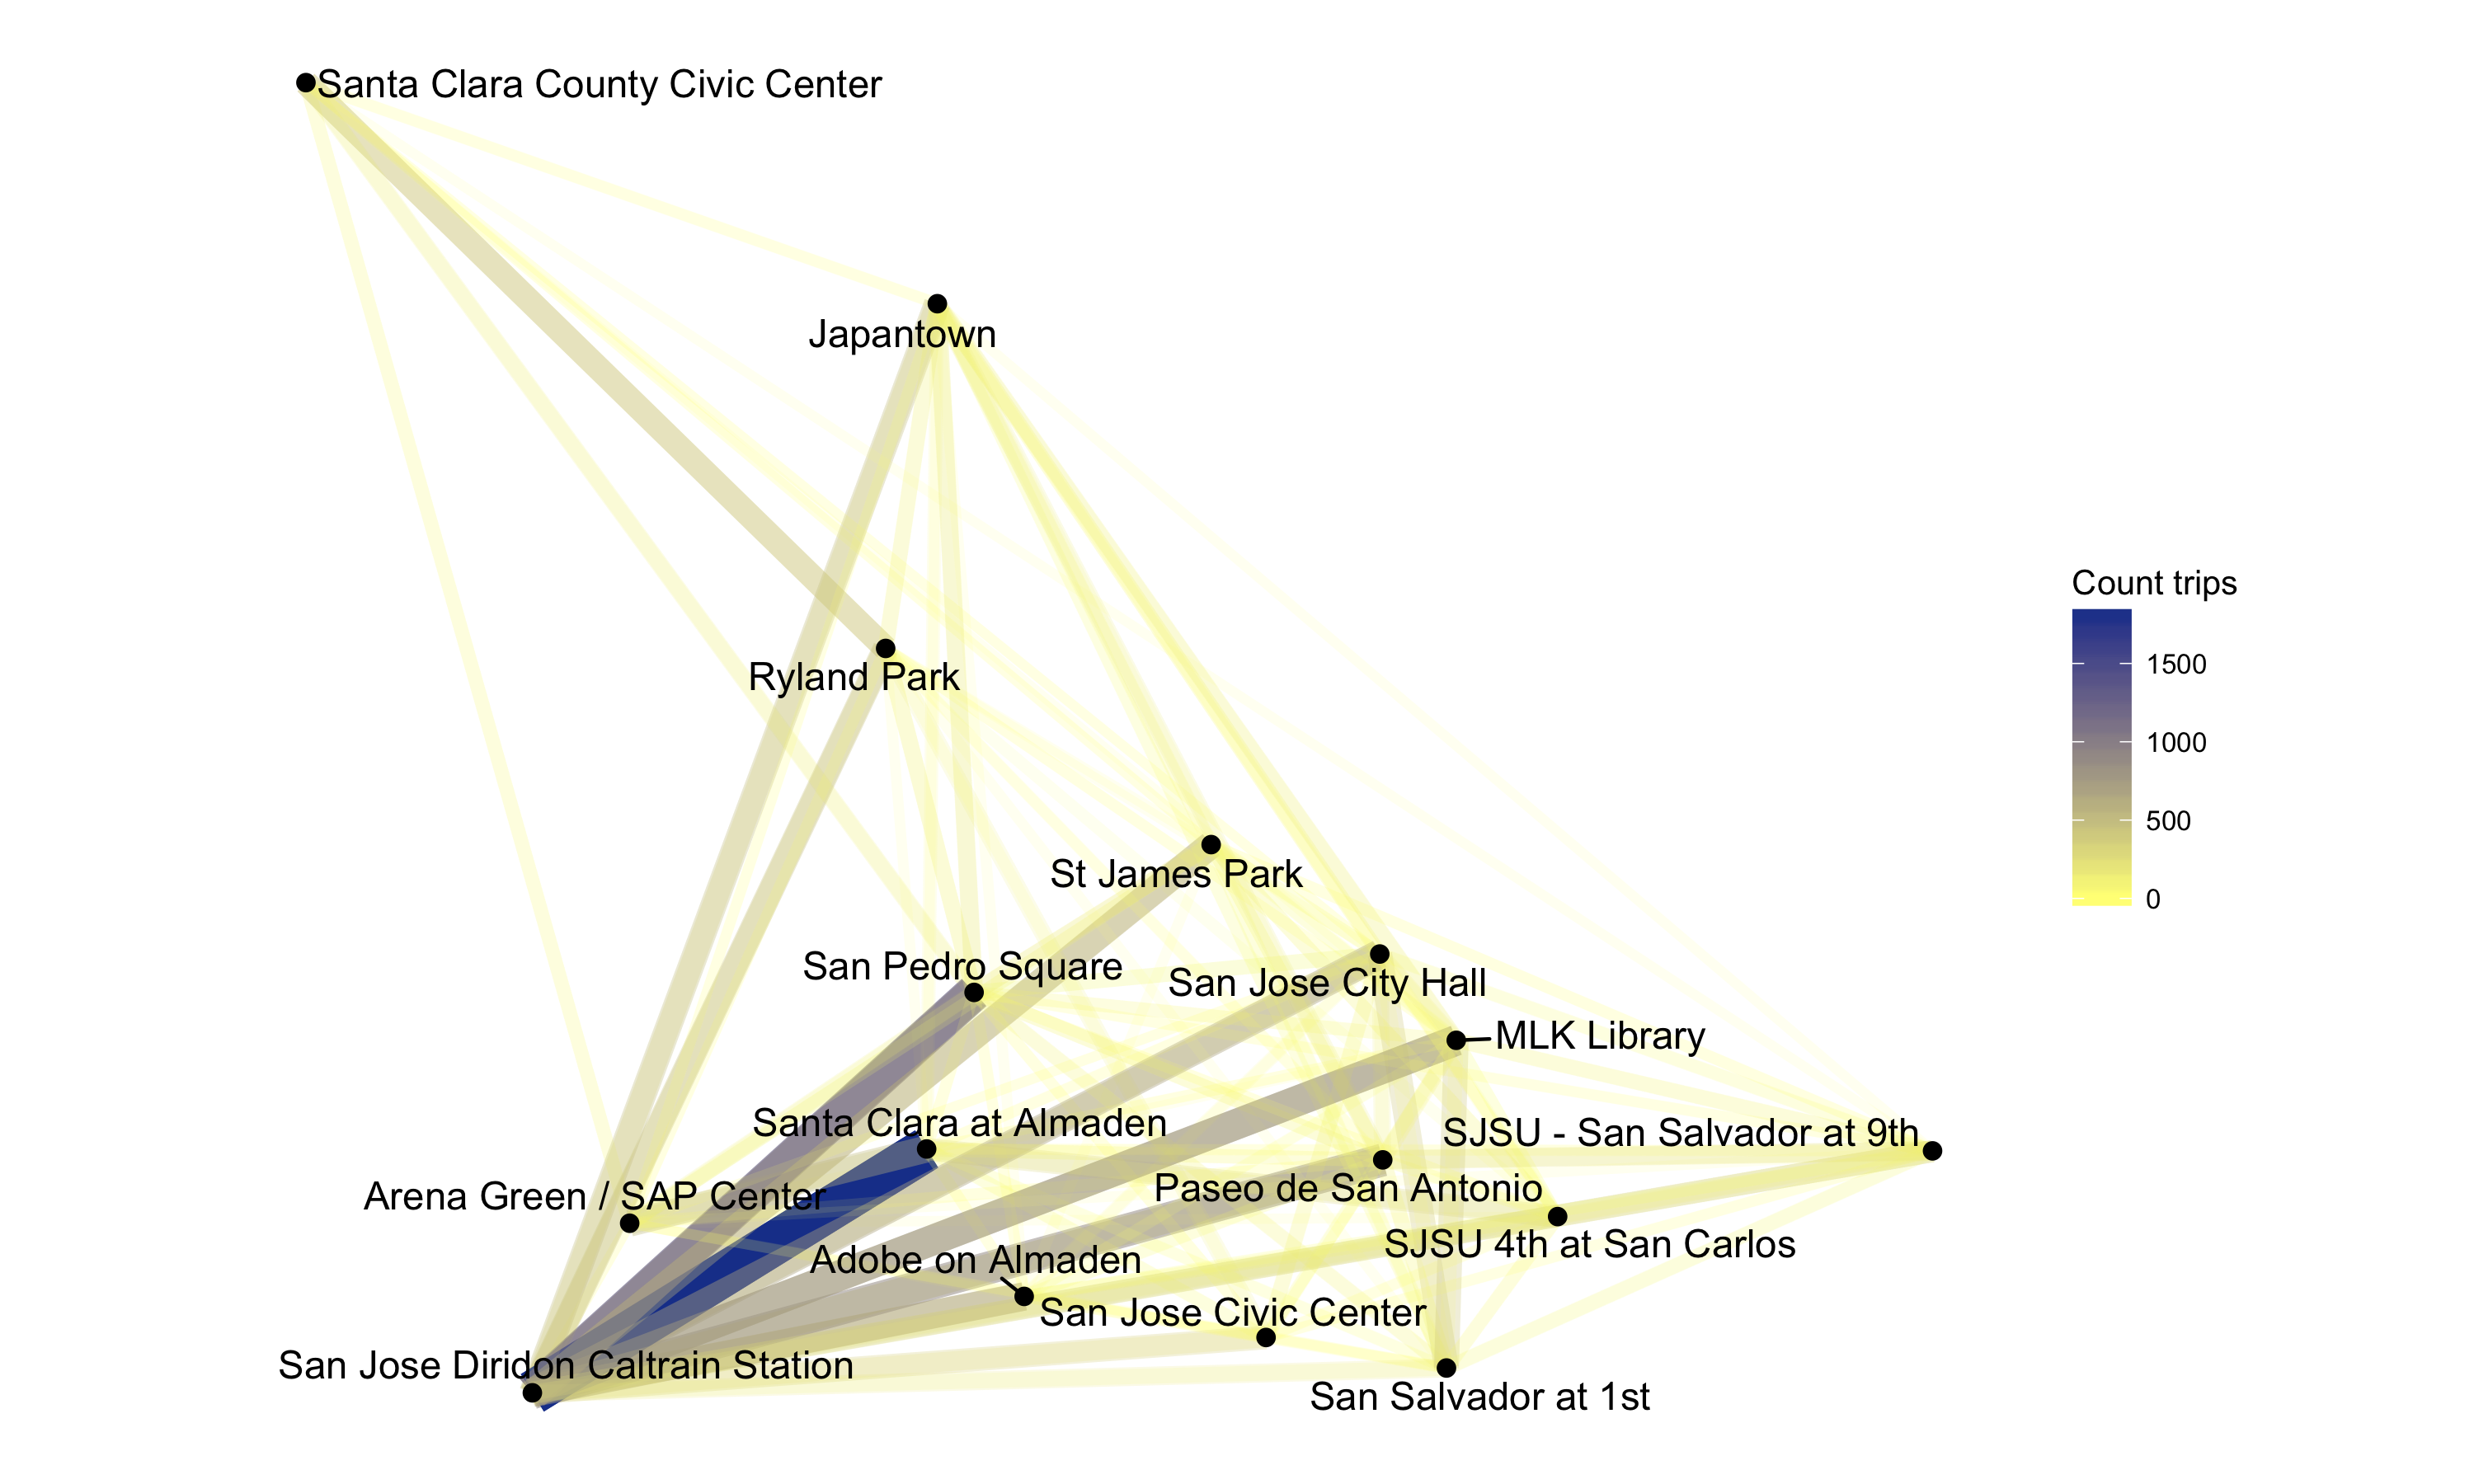 Santa Clara County Civic Center
Japantown
Ryland Park
St James Park
San Pedro Square
San Jose City Hall
MLK Library
Santa Clara at Almaden
SJSU - San Salvador at 9th
Paseo de San Antonio
Arena Green / SAP Center
SJSU 4th at San Carlos
Adobe on Almaden
San Jose Civic Center
San Jose Diridon Caltrain Station
San Salvador at 1st
Count trips
1500
1000
500
0